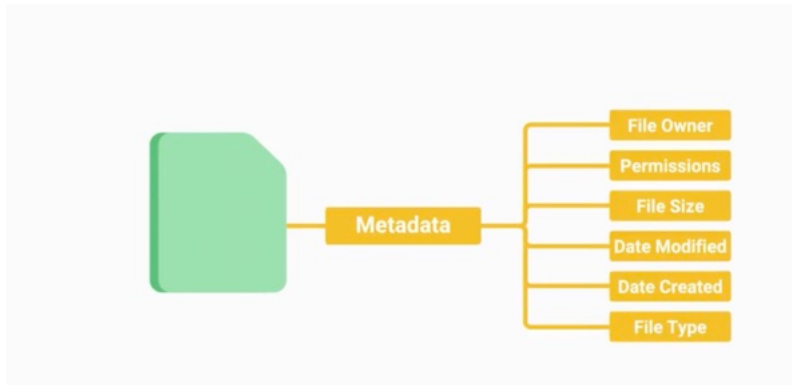 Metadata
File Owner
Permissions
File Size
Date Modified
Date Created
File Type